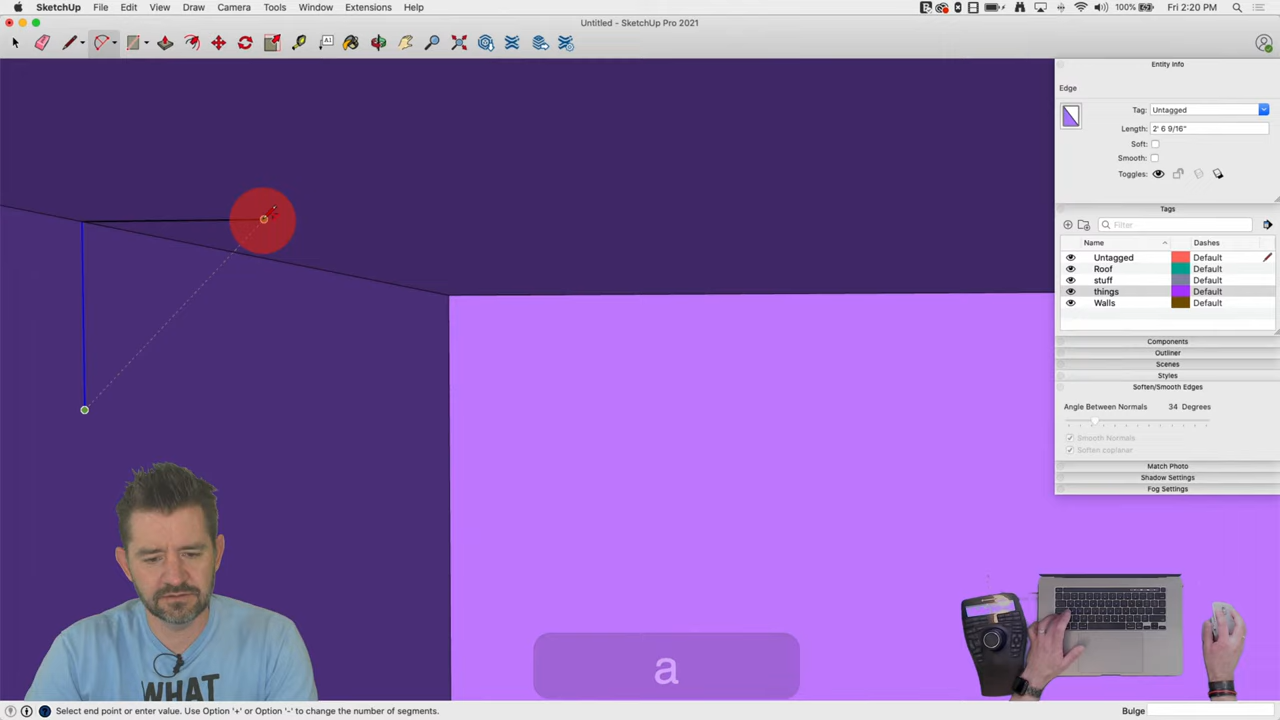 SketchUp File Edit View Draw Camera Tools Window Extensions Help
100% Fri 2:20 PM
Untitled - SketchUp Pro 2021
Entity Info
Edge
Tag: Untagged
Length: 2' 6 9/16"
Soft:
Smooth:
Toggles:
Tags
Filter
Name Dashes
Untagged Default
Roof Default
stuff Default
things Default
Walls Default
Components
Outliner
Scenes
Styles
Soften/Smooth Edges
Angle Between Normals 34 Degrees
Smooth Normals
Soften coplanar
Match Photo
Shadow Settings
Fog Settings
WHAT
a
Select end point or enter value. Use Option '+' or Option '-' to change the number of segments.
Bulge